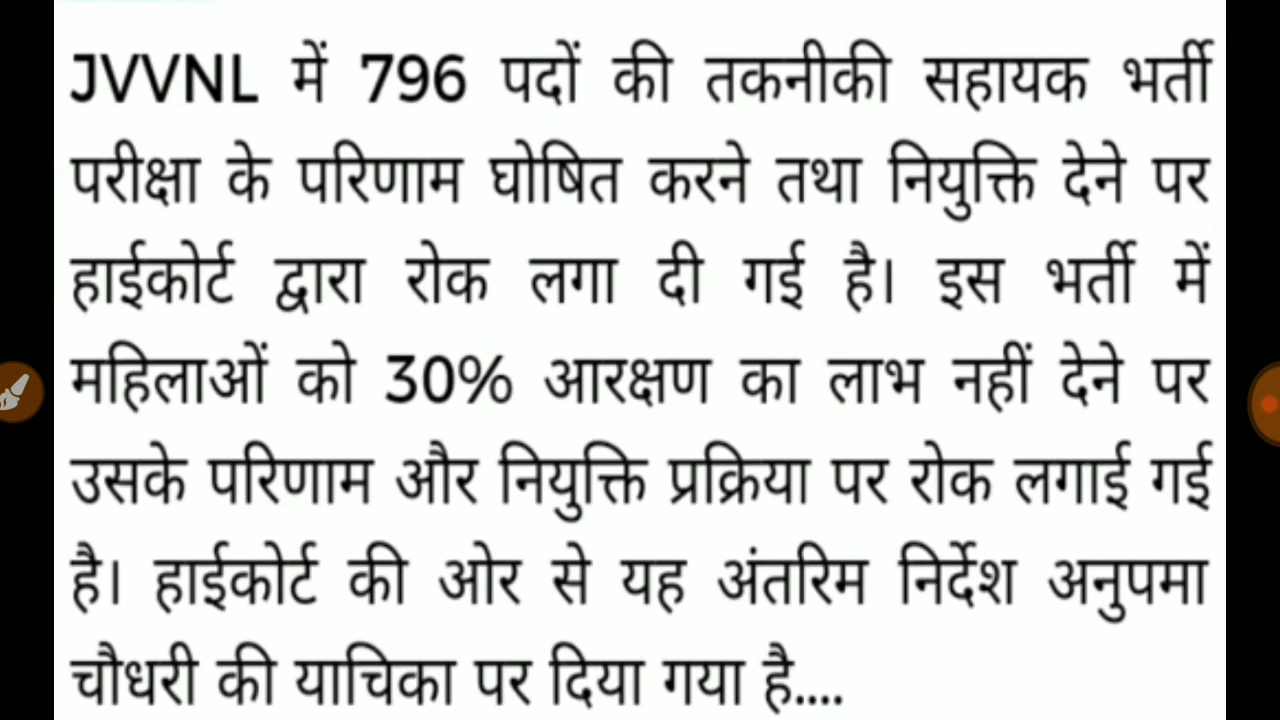 JVVNL में 796 पदों की तकनीकी सहायक भर्ती
परीक्षा के परिणाम घोषित करने तथा नियुक्ति देने पर
हाईकोर्ट द्वारा रोक लगा दी गई है। इस भर्ती में
महिलाओं को 30% आरक्षण का लाभ नहीं देने पर
उसके परिणाम और नियुक्ति प्रक्रिया पर रोक लगाई गई
है। हाईकोर्ट की ओर से यह अंतरिम निर्देश अनुपमा
चौधरी की याचिका पर दिया गया है....